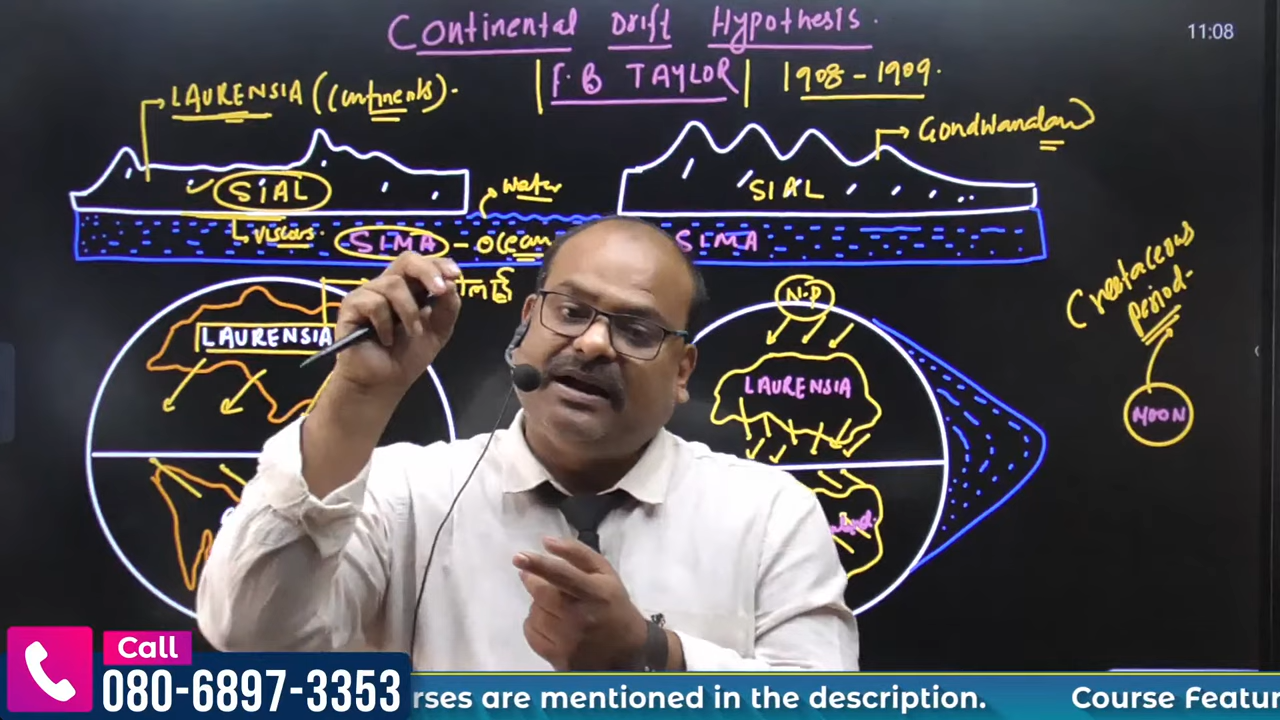 Continental Drift Hypothesis.
11:08
F.B TAYLOR 1908-1909.
LAURENSIA (Continents).
Gondwanaland
SIAL
water
SIAL
viscous.
SIMA - Ocean
SIMA
Cretaceous
period.
N.P
LAURENSIA
LAURENSIA
MOON
Call
080-6897-3353
rses are mentioned in the description.
Course Featur